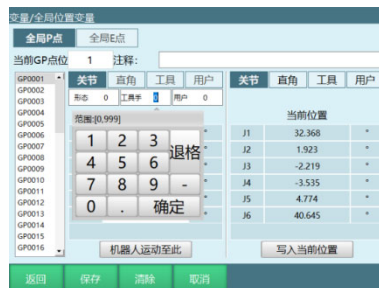 变量/全局位置变量
全局P点 全局E点
当前GP点位 1 注释:
GP0001 关节 直角 工具 用户 关节 直角 工具 用户
GP0002
GP0003 形态 0 工具手 0 用户 0
GP0004
GP0005 范围:[0,999] 当前位置
GP0006 1 2 3 退格 ° J1 32.368 °
GP0007
GP0008 ° J2 1.923 °
GP0009 4 5 6 ° J3 -2.219 °
GP0010 7 8 9 - ° J4 -3.535 °
GP0011
GP0012 ° J5 4.774 °
GP0013 0 . 确定 ° J6 40.645 °
GP0014
GP0015
GP0016 机器人运动至此 写入当前位置
返回 保存 清除 取消